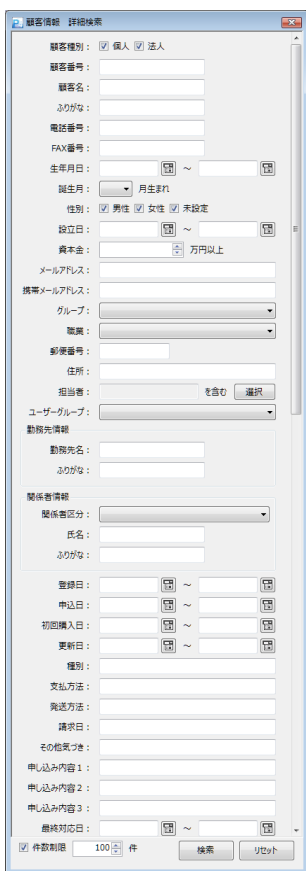 顧客情報 詳細検索
顧客種別： 個人 法人
顧客番号：
顧客名：
ふりがな：
電話番号：
FAX番号：
生年月日： ～
誕生月： 月生まれ
性別： 男性 女性 未設定
設立日： ～
資本金： 万円以上
メールアドレス：
携帯メールアドレス：
グループ：
職業：
郵便番号：
住所：
担当者： を含む 選択
ユーザーグループ：
勤務先情報
勤務先名：
ふりがな：
関係者情報
関係者区分：
氏名：
ふりがな：
登録日： ～
申込日： ～
初回購入日： ～
更新日： ～
種別：
支払方法：
発送方法：
請求日：
その他気づき：
申し込み内容1：
申し込み内容2：
申し込み内容3：
最終対応日： ～
件数制限 100 件 検索 リセット